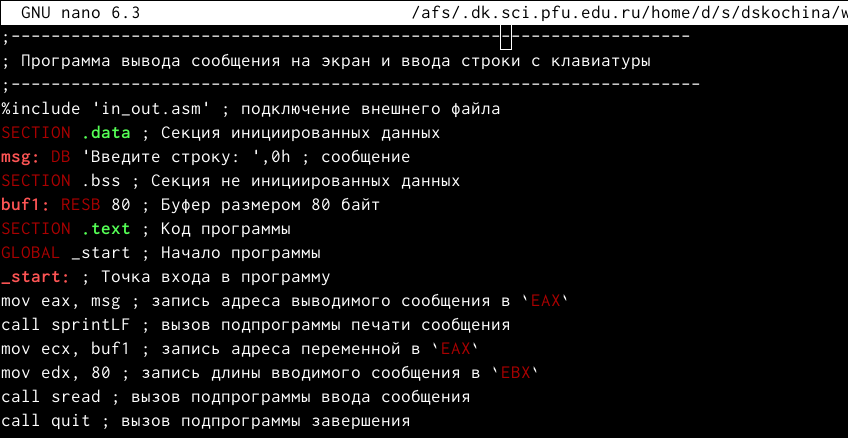 GNU nano 6.3 /afs/.dk.sci.pfu.edu.ru/home/d/s/dskochina/w
;--------------------------------------------------------------------
; Программа вывода сообщения на экран и ввода строки с клавиатуры
;---------------------------------------------------------------------
%include 'in_out.asm' ; подключение внешнего файла
SECTION .data ; Секция инициированных данных
msg: DB 'Введите строку: ',0h ; сообщение
SECTION .bss ; Секция не инициированных данных
buf1: RESB 80 ; Буфер размером 80 байт
SECTION .text ; Код программы
GLOBAL _start ; Начало программы
_start: ; Точка входа в программу
mov eax, msg ; запись адреса выводимого сообщения в `EAX`
call sprintLF ; вызов подпрограммы печати сообщения
mov ecx, buf1 ; запись адреса переменной в `EAX`
mov edx, 80 ; запись длины вводимого сообщения в `EBX`
call sread ; вызов подпрограммы ввода сообщения
call quit ; вызов подпрограммы завершения